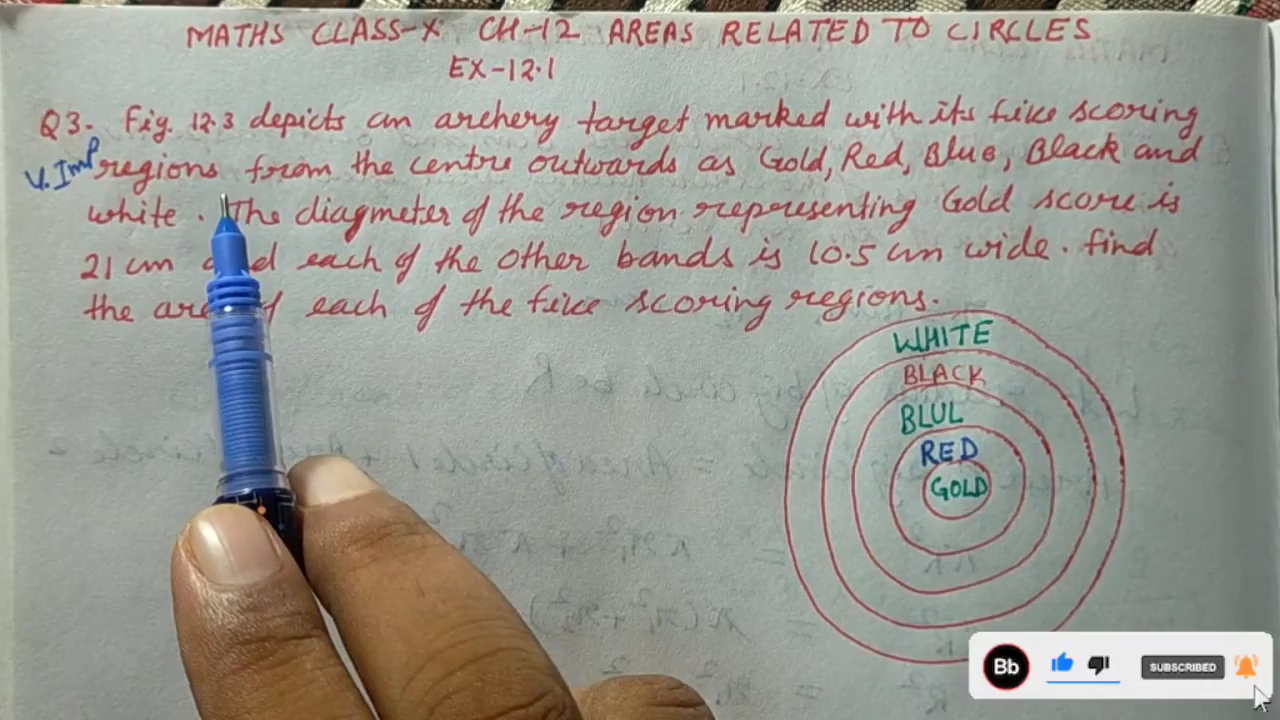 MATHS CLASS-X CH-12 AREAS RELATED TO CIRCLES
EX-12.1
Q3. Fig. 12.3 depicts an archery target marked with its five scoring
V.Imp regions from the centre outwards as Gold, Red, Blue, Black and
white. The diagmeter of the region representing Gold score is
21 cm each of the other bands is 10.5 cm wide. find
the each of the five scoring regions.
WHITE
BLACK
BLUL
RED
GOLD
Bb SUBSCRIBED